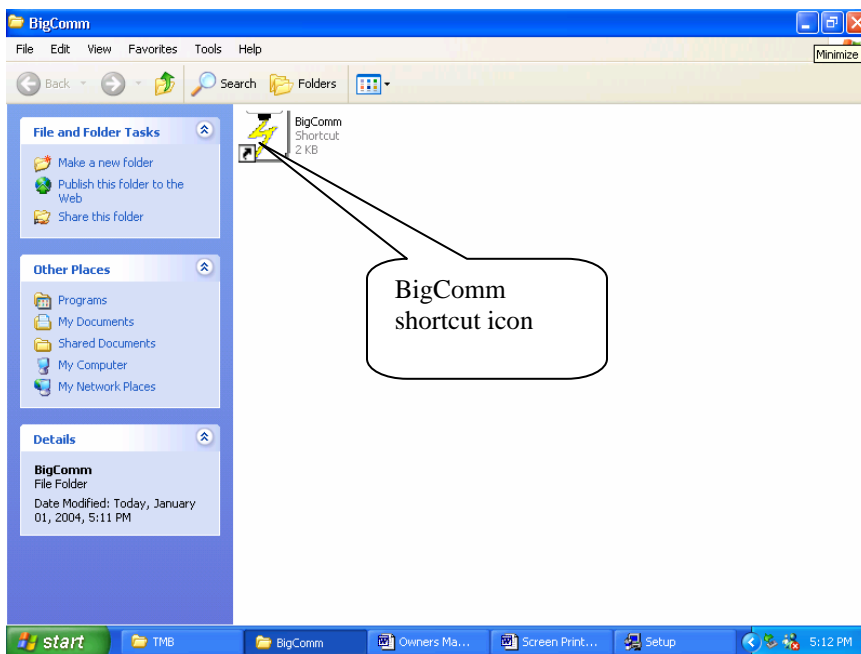 BigComm
File Edit View Favorites Tools Help
Minimize
Back Search Folders
File and Folder Tasks
Make a new folder
Publish this folder to the
Web
Share this folder
Other Places
Programs
My Documents
Shared Documents
My Computer
My Network Places
Details
BigComm
File Folder
Date Modified: Today, January
01, 2004, 5:11 PM
BigComm
Shortcut
2 KB
BigComm
shortcut icon
start TMB BigComm Owners Ma... Screen Print... Setup 5:12 PM